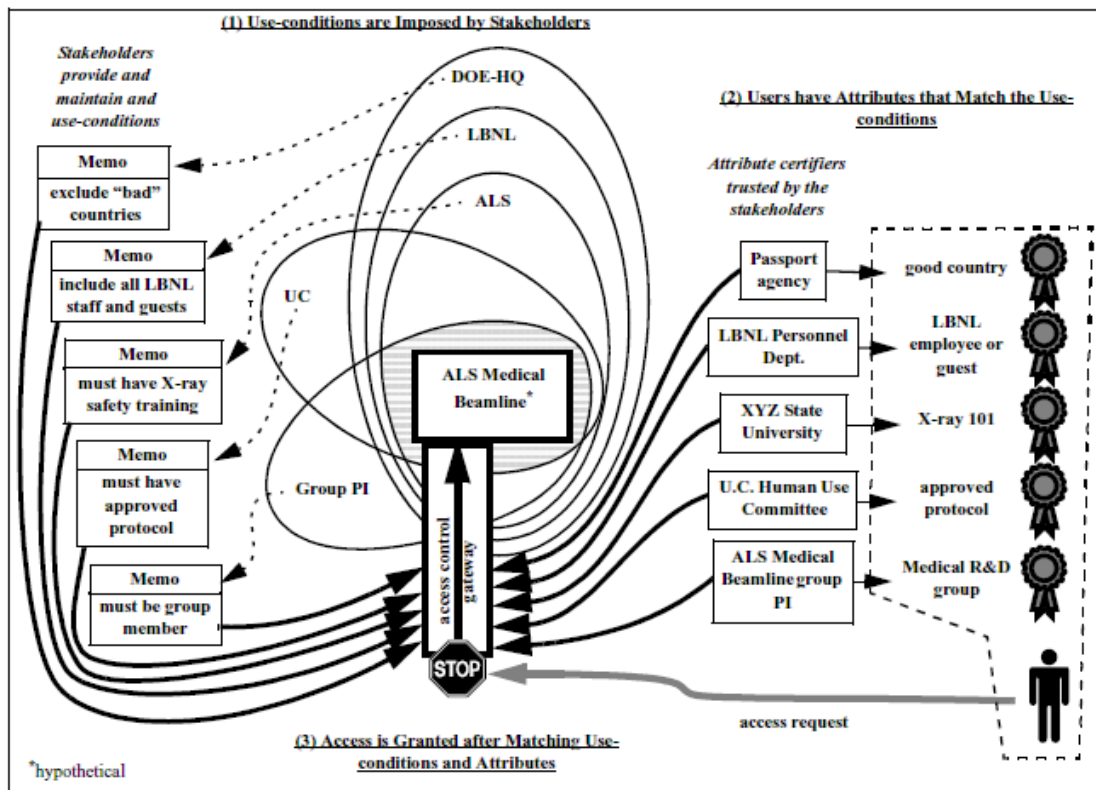 (1) Use-conditions are Imposed by Stakeholders
Stakeholders
provide and
maintain and
use-conditions
DOE-HQ
LBNL
ALS
UC
Group PI
Memo
exclude “bad”
countries
Memo
include all LBNL
staff and guests
Memo
must have X-ray
safety training
Memo
must have
approved
protocol
Memo
must be group
member
ALS Medical
Beamline*
access control
gateway
STOP
(2) Users have Attributes that Match the Use-
conditions
Attribute certifiers
trusted by the
stakeholders
Passport
agency
good country
LBNL Personnel
Dept.
LBNL
employee or
guest
XYZ State
University
X-ray 101
U.C. Human Use
Committee
approved
protocol
ALS Medical
Beamline group
PI
Medical R&D
group
access request
(3) Access is Granted after Matching Use-
conditions and Attributes
*hypothetical